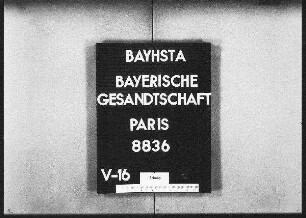 BAYHSTA
BAYERISCHE
GESANDTSCHAFT
PARIS
8836
V-16